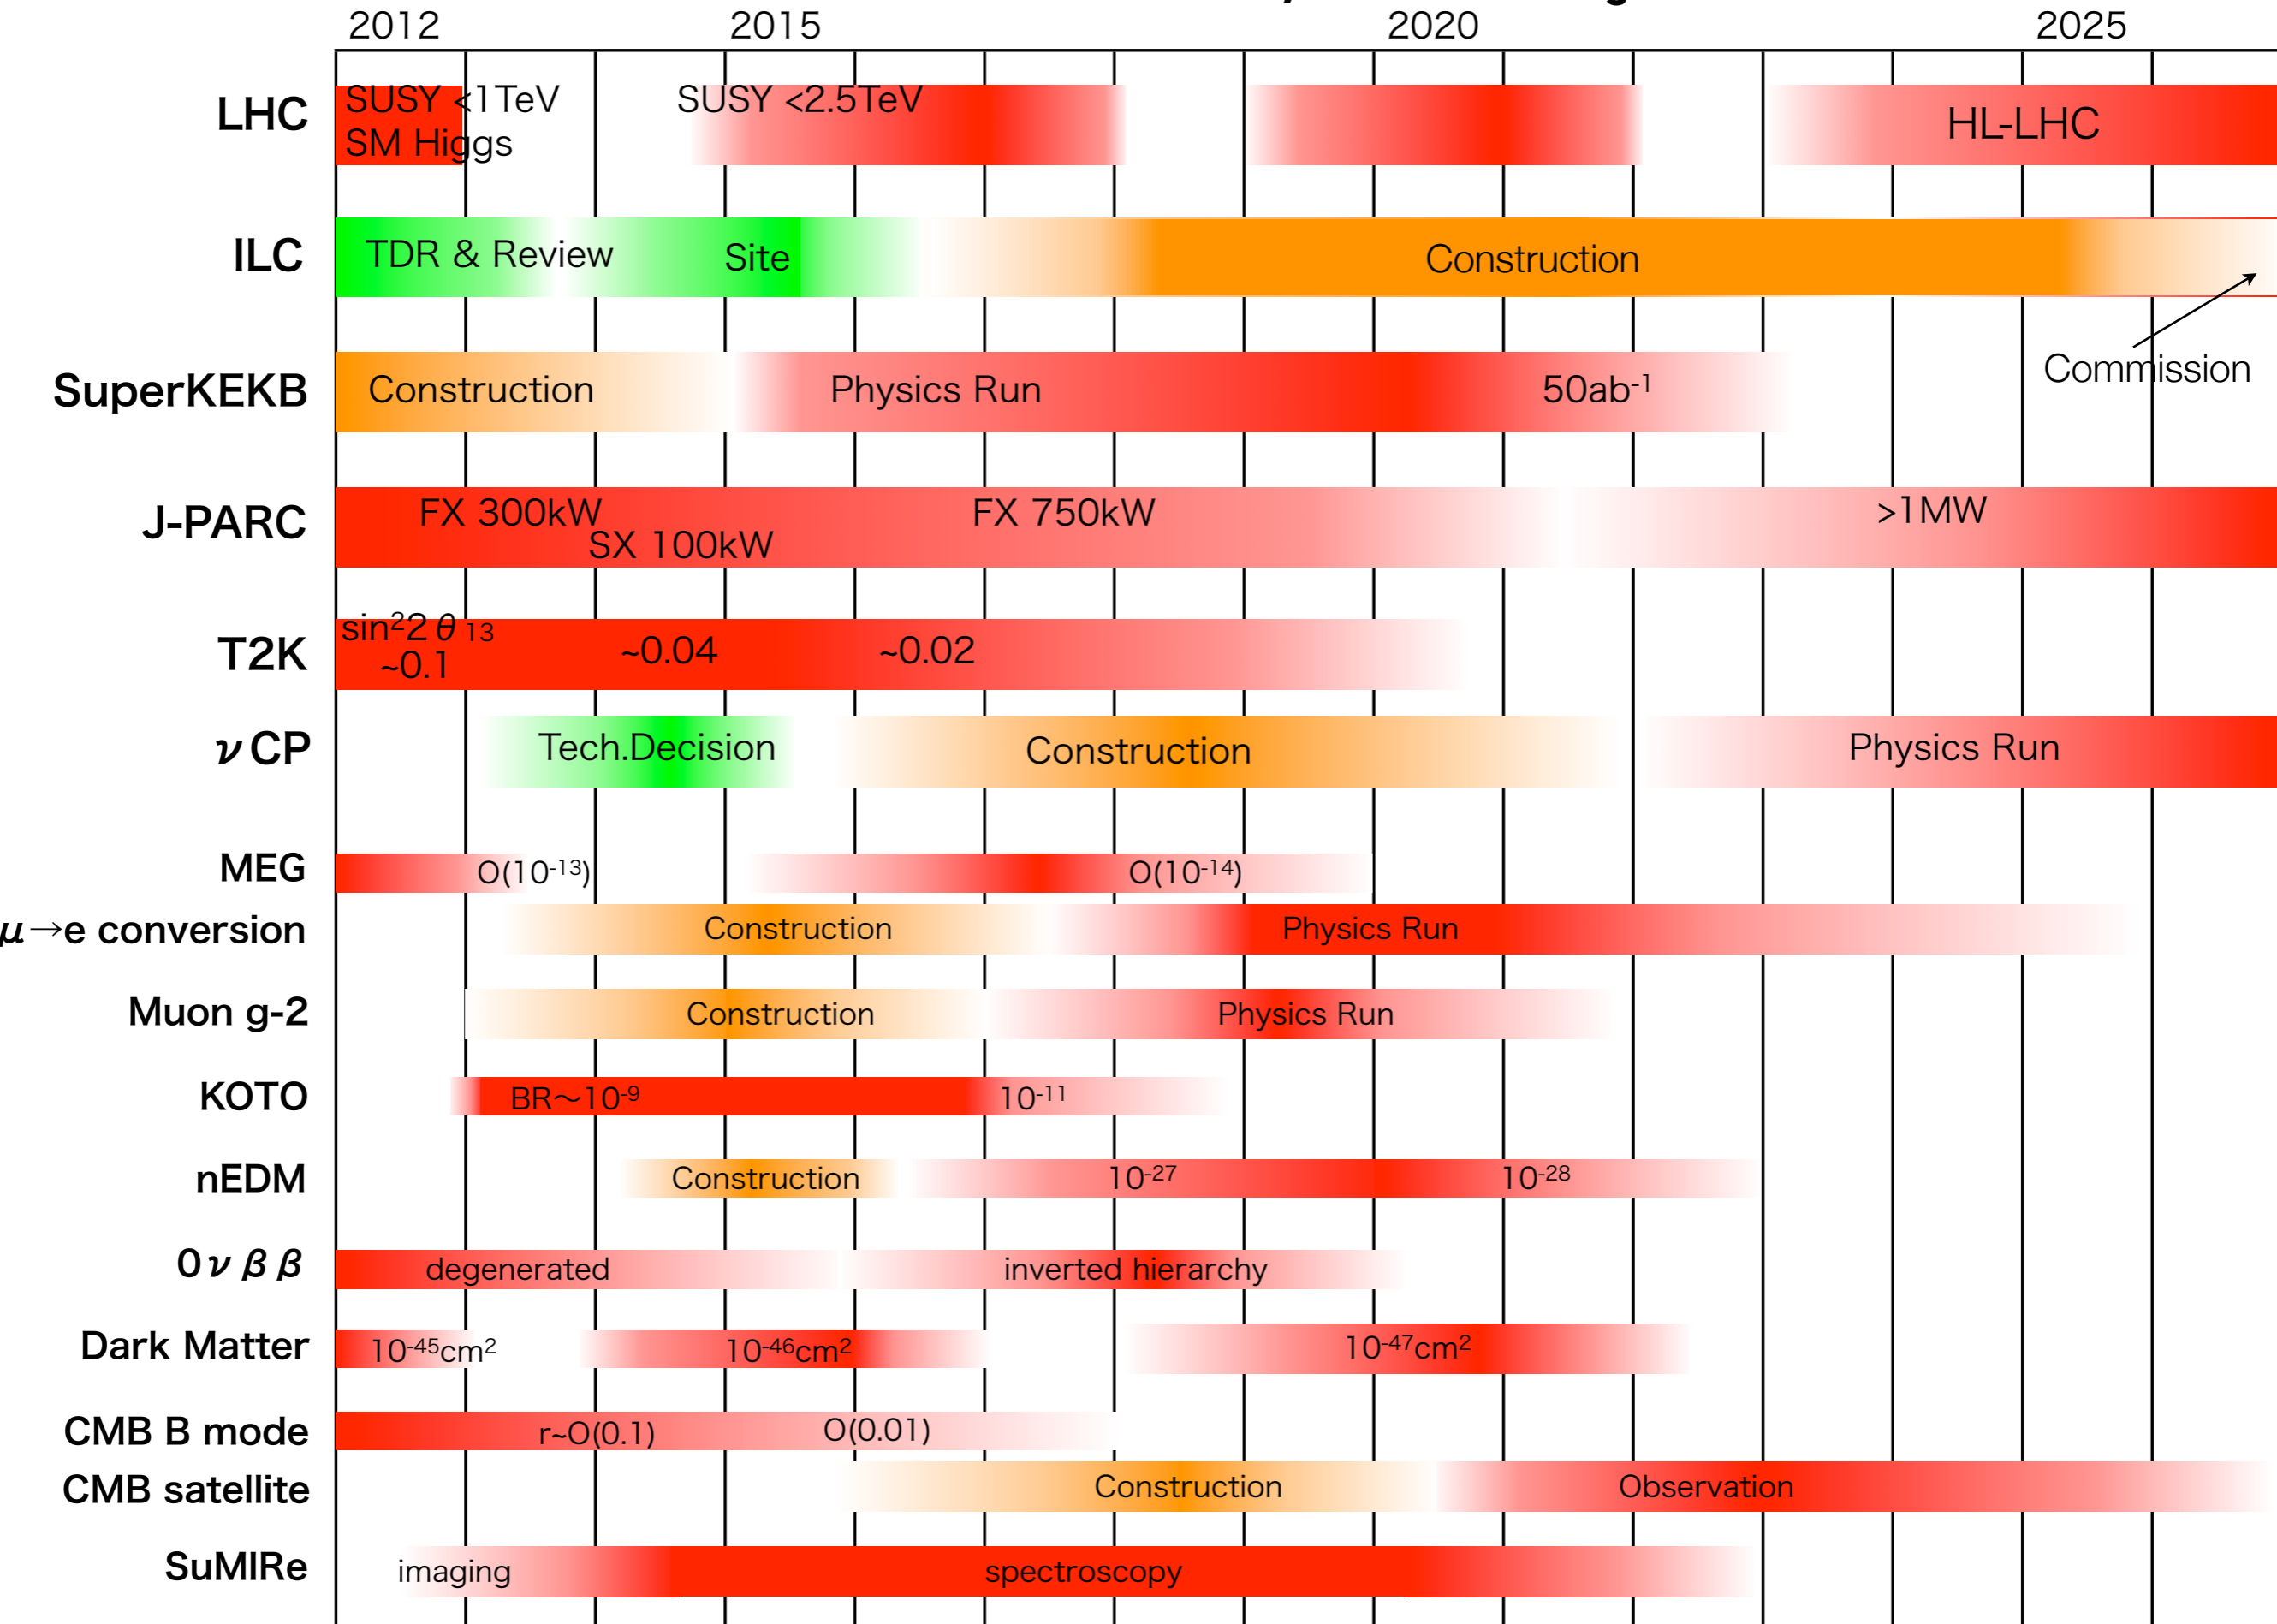 2012 2015 2020 2025
LHC
SUSY <1TeV
SM Higgs
SUSY <2.5TeV
HL-LHC
ILC
TDR & Review
Site
Construction
Commission
SuperKEKB
Construction
Physics Run
50ab⁻¹
J-PARC
FX 300kW
SX 100kW
FX 750kW
>1MW
T2K
sin²2θ₁₃
~0.1
~0.04
~0.02
νCP
Tech.Decision
Construction
Physics Run
MEG
O(10⁻¹³)
O(10⁻¹⁴)
μ→e conversion
Construction
Physics Run
Muon g-2
Construction
Physics Run
KOTO
BR～10⁻⁹
10⁻¹¹
nEDM
Construction
10⁻²⁷
10⁻²⁸
0νββ
degenerated
inverted hierarchy
Dark Matter
10⁻⁴⁵cm²
10⁻⁴⁶cm²
10⁻⁴⁷cm²
CMB B mode
r~O(0.1)
O(0.01)
CMB satellite
Construction
Observation
SuMIRe
imaging
spectroscopy